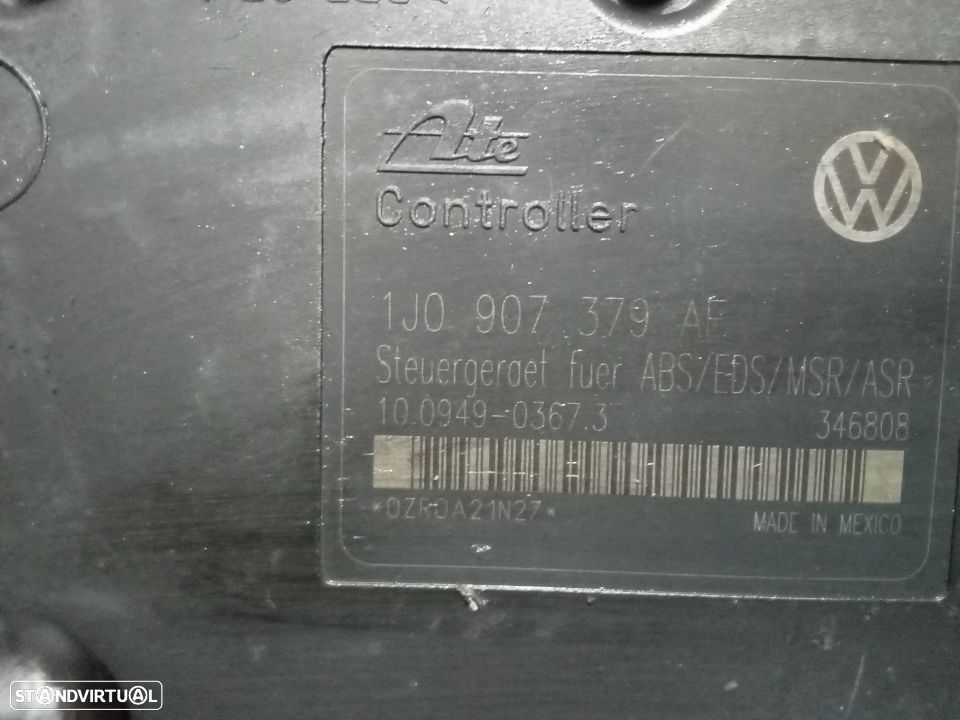 Ate
Controller
1J0 907 379 AF
Steuergeraet fuer ABS/EDS/MSR/ASR
10.0949-0367.3 346808
*0ZR0A21N27*
MADE IN MEXICO
STANDVIRTUAL